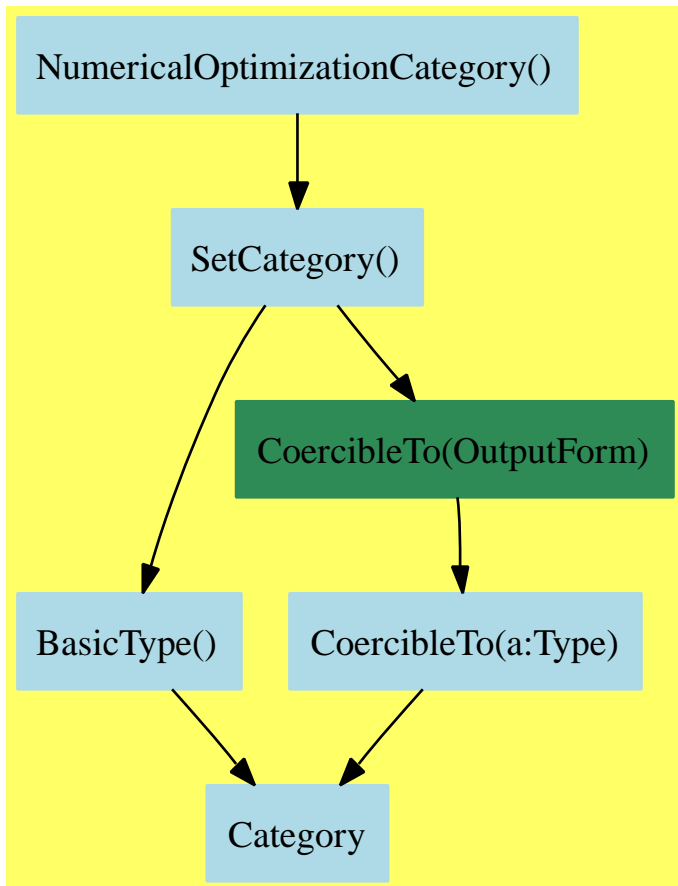 NumericalOptimizationCategory()
SetCategory()
CoercibleTo(OutputForm)
BasicType()
CoercibleTo(a:Type)
Category